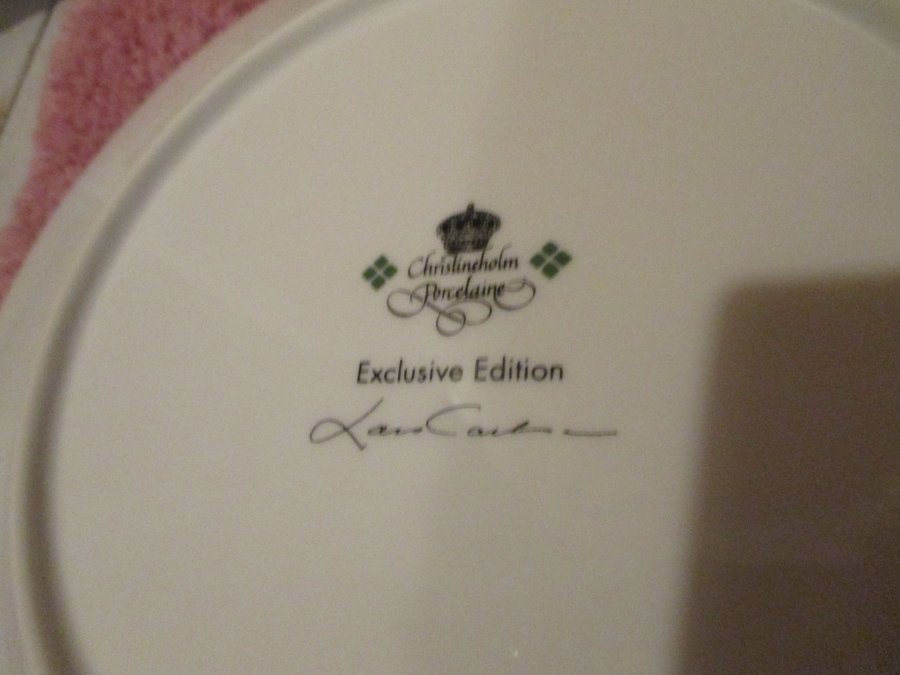 Christineholm
Porcelaine
Exclusive Edition